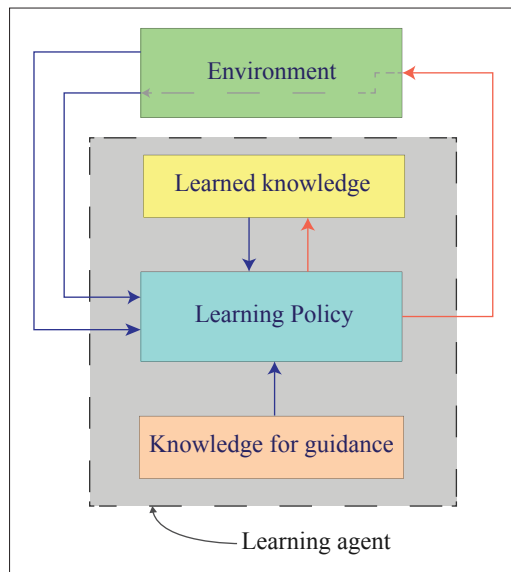 Environment
Learned knowledge
Learning Policy
Knowledge for guidance
Learning agent